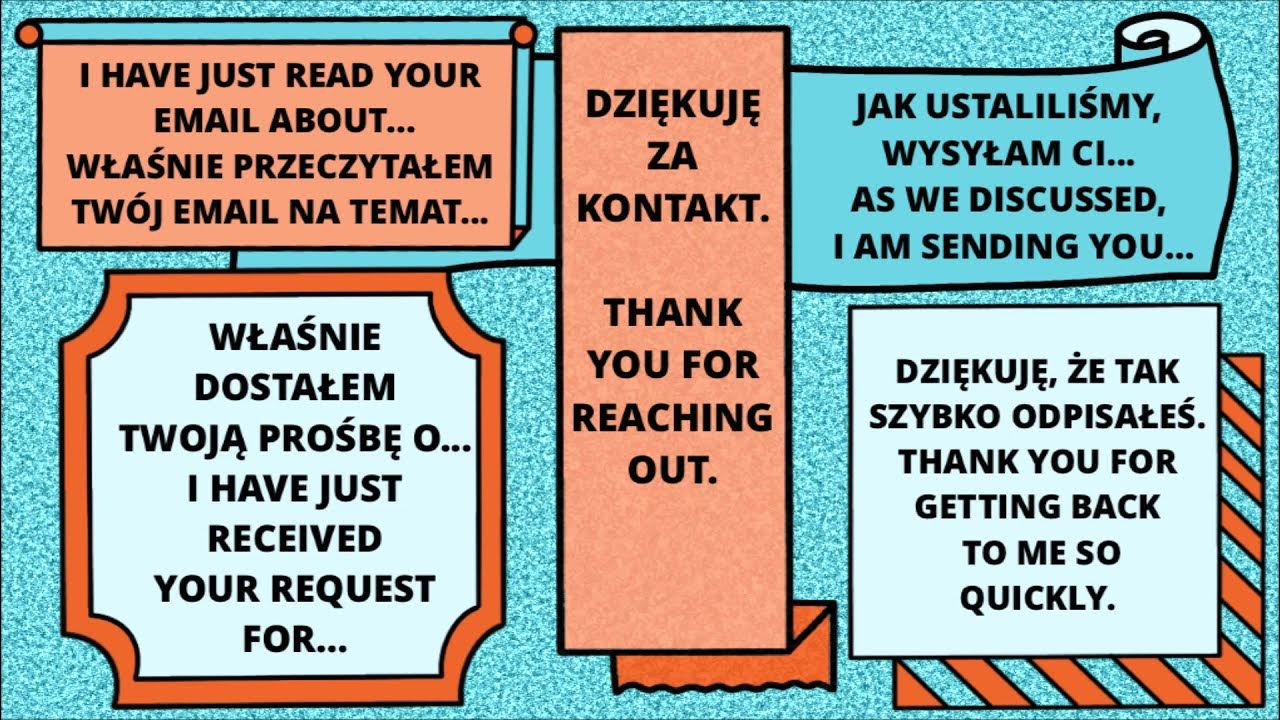 I HAVE JUST READ YOUR
EMAIL ABOUT...
WŁAŚNIE PRZECZYTAŁEM
TWÓJ EMAIL NA TEMAT...
DZIĘKUJĘ
ZA
KONTAKT.
THANK
YOU FOR
REACHING
OUT.
JAK USTALILIŚMY,
WYSYŁAM CI...
AS WE DISCUSSED,
I AM SENDING YOU...
WŁAŚNIE
DOSTAŁEM
TWOJĄ PROŚBĘ O...
I HAVE JUST
RECEIVED
YOUR REQUEST
FOR...
DZIĘKUJĘ, ŻE TAK
SZYBKO ODPISAŁEŚ.
THANK YOU FOR
GETTING BACK
TO ME SO
QUICKLY.